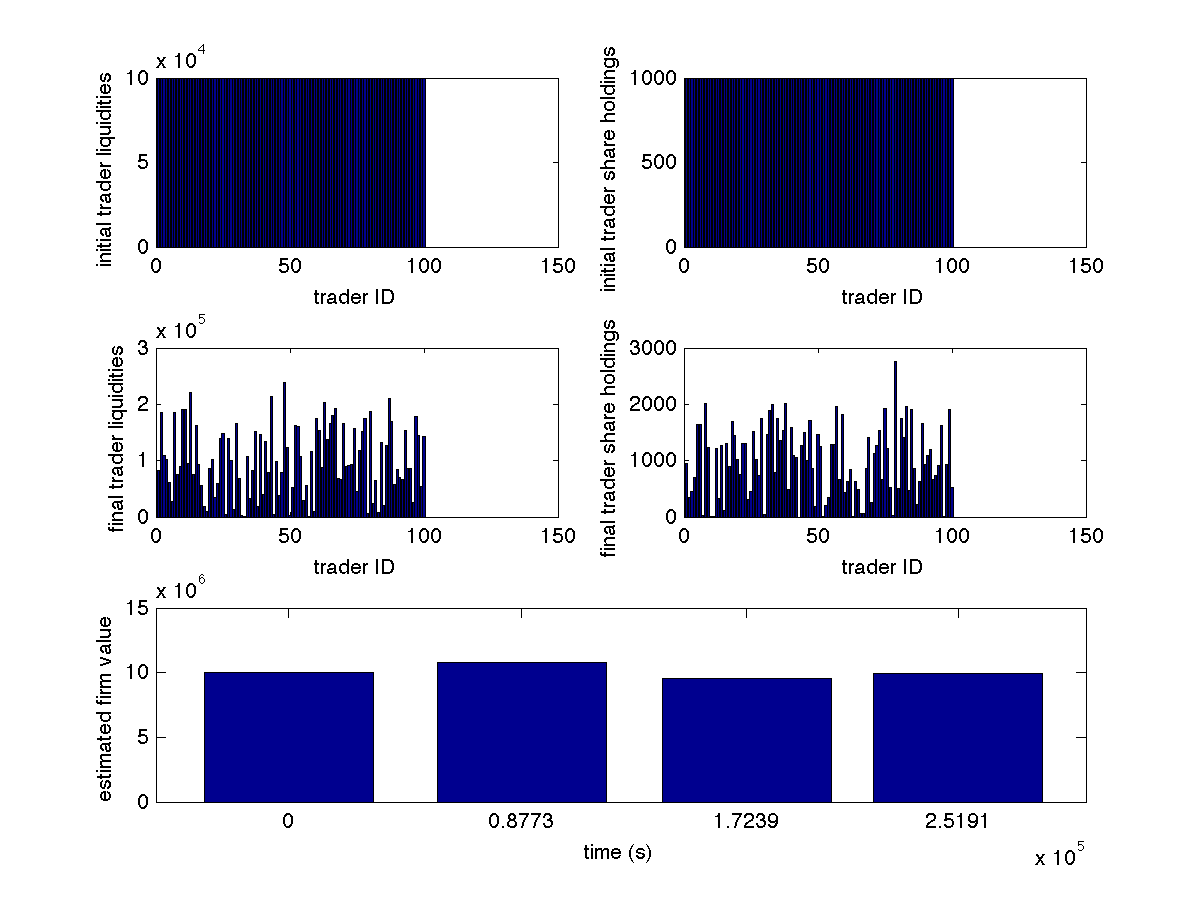 x 10^4
10
5
0
0 50 100 150
initial trader liquidities
trader ID
1000
500
0
0 50 100 150
initial trader share holdings
trader ID
x 10^5
3
2
1
0
0 50 100 150
final trader liquidities
trader ID
3000
2000
1000
0
0 50 100 150
final trader share holdings
trader ID
x 10^6
15
10
5
0
estimated firm value
0 0.8773 1.7239 2.5191
time (s)
x 10^5